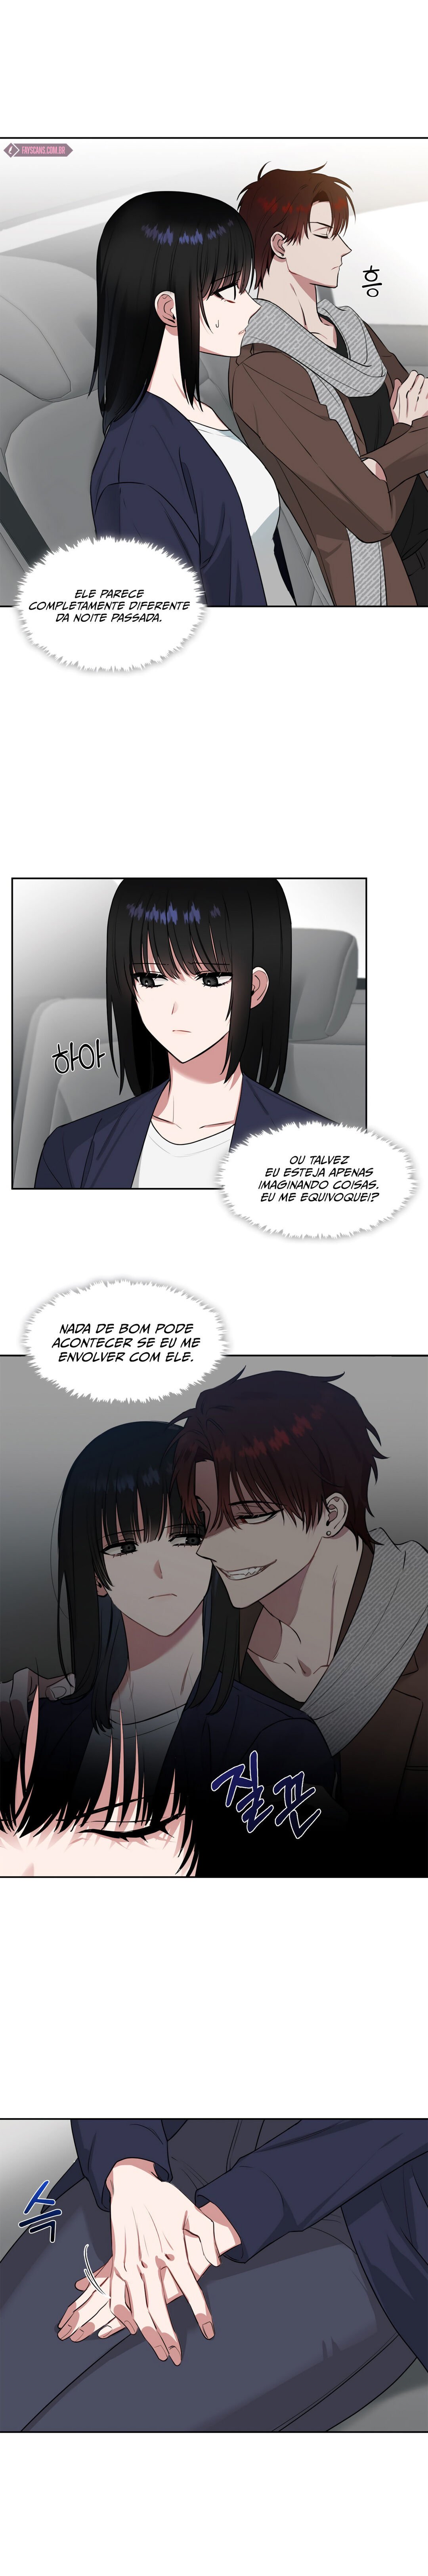 FAYSCANS.COM.BR
흥
ELE PARECE
COMPLETAMENTE DIFERENTE
DA NOITE PASSADA.
하아
OU TALVEZ
EU ESTEJA APENAS
IMAGINANDO COISAS.
EU ME EQUIVOQUEI?
NADA DE BOM PODE
ACONTECER SE EU ME
ENVOLVER COM ELE.
질끈
슥